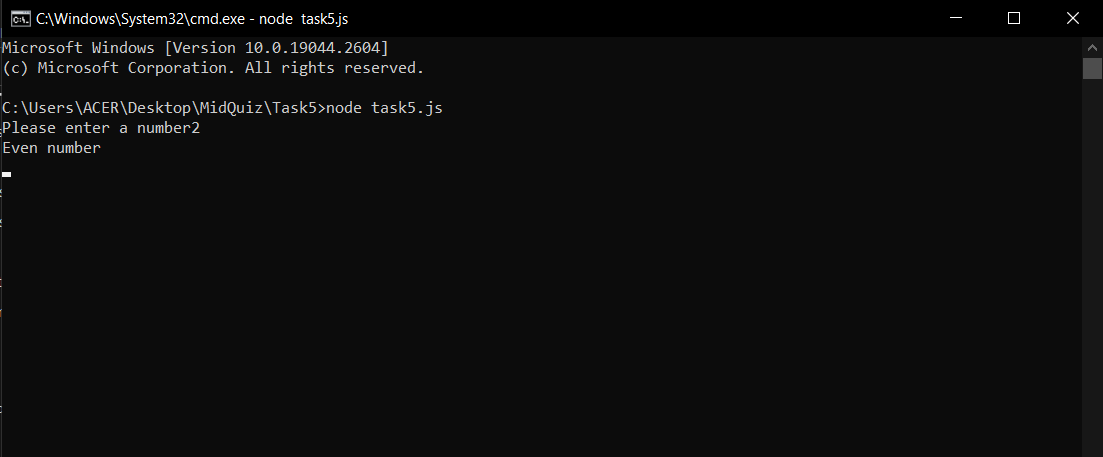 C:\Windows\System32\cmd.exe - node  task5.js
Microsoft Windows [Version 10.0.19044.2604]
(c) Microsoft Corporation. All rights reserved.
C:\Users\ACER\Desktop\MidQuiz\Task5>node task5.js
Please enter a number2
Even number